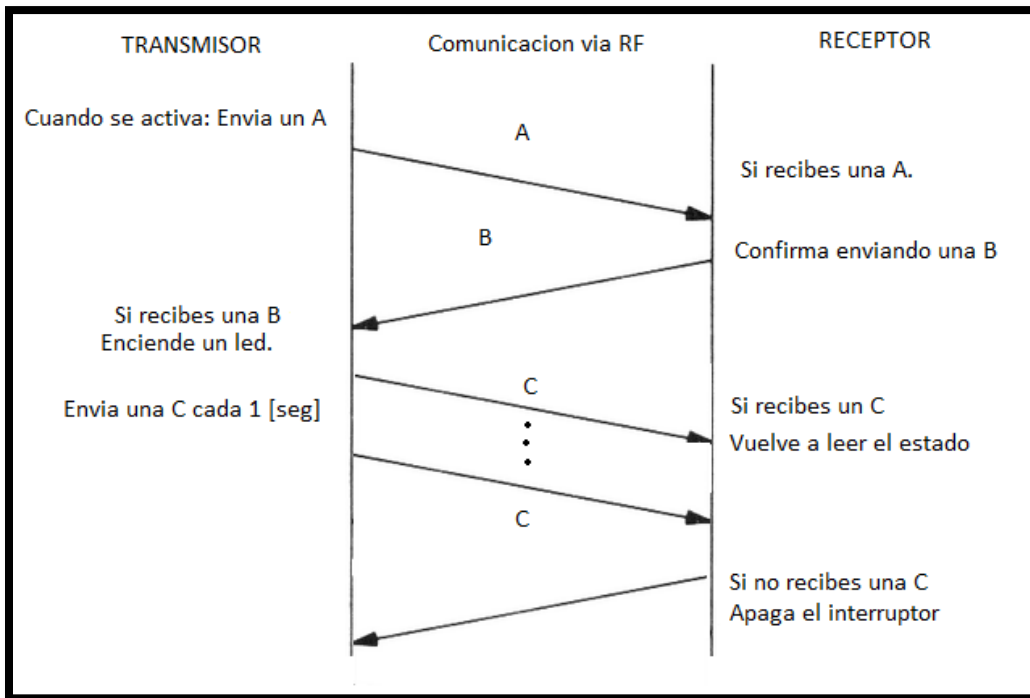 TRANSMISOR
Comunicacion via RF
RECEPTOR
Cuando se activa: Envia un A
A
Si recibes una A.
B
Confirma enviando una B
Si recibes una B
Enciende un led.
C
Envia una C cada 1 [seg]
Si recibes un C
Vuelve a leer el estado
C
Si no recibes una C
Apaga el interruptor